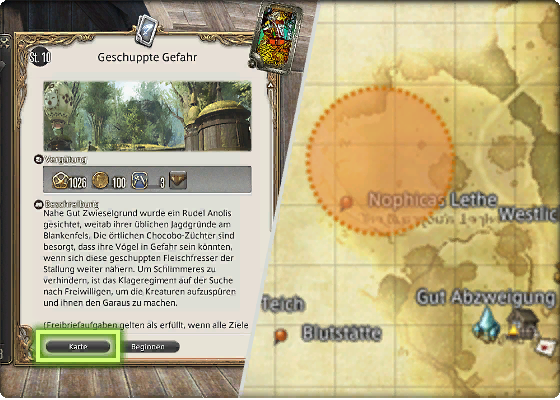 St. 10
Geschuppte Gefahr
Vergütung
1026
100
3
Beschreibung
Nahe Gut Zwieselgrund wurde ein Rudel Anolis
gesichtet, weitab ihrer üblichen Jagdgründe am
Blankenfels. Die örtlichen Chocobo-Züchter sind
besorgt, dass ihre Vögel in Gefahr sein könnten,
wenn sich diese geschuppten Fleischfresser der
Stallung weiter nähern. Um Schlimmeres zu
verhindern, ist das Klageregiment auf der Suche
nach Freiwilligen, um die Kreaturen aufzuspüren
und ihnen den Garaus zu machen.
(Freibriefaufgaben gelten als erfüllt, wenn alle Ziele
Karte
Beginnen
Nophicas Lethe
Westlic
Gut Abzweigung
Teich
Blutstätte